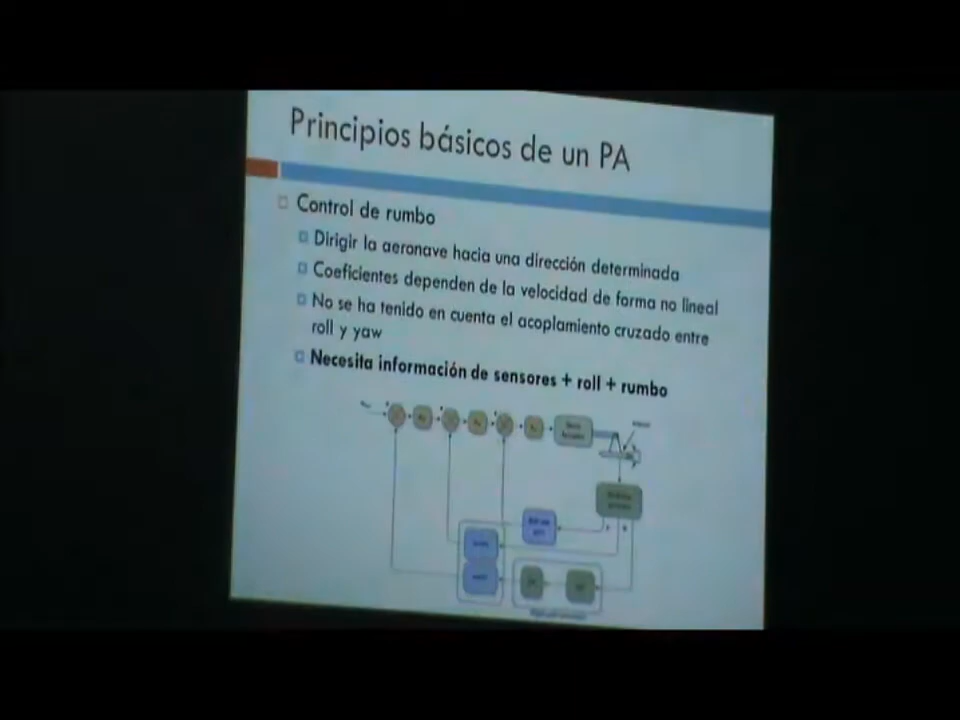 Principios básicos de un PA
Control de rumbo
Dirigir la aeronave hacia una dirección determinada
Coeficientes dependen de la velocidad de forma no lineal
No se ha tenido en cuenta el acoplamiento cruzado entre
roll y yaw
Necesita información de sensores + roll + rumbo